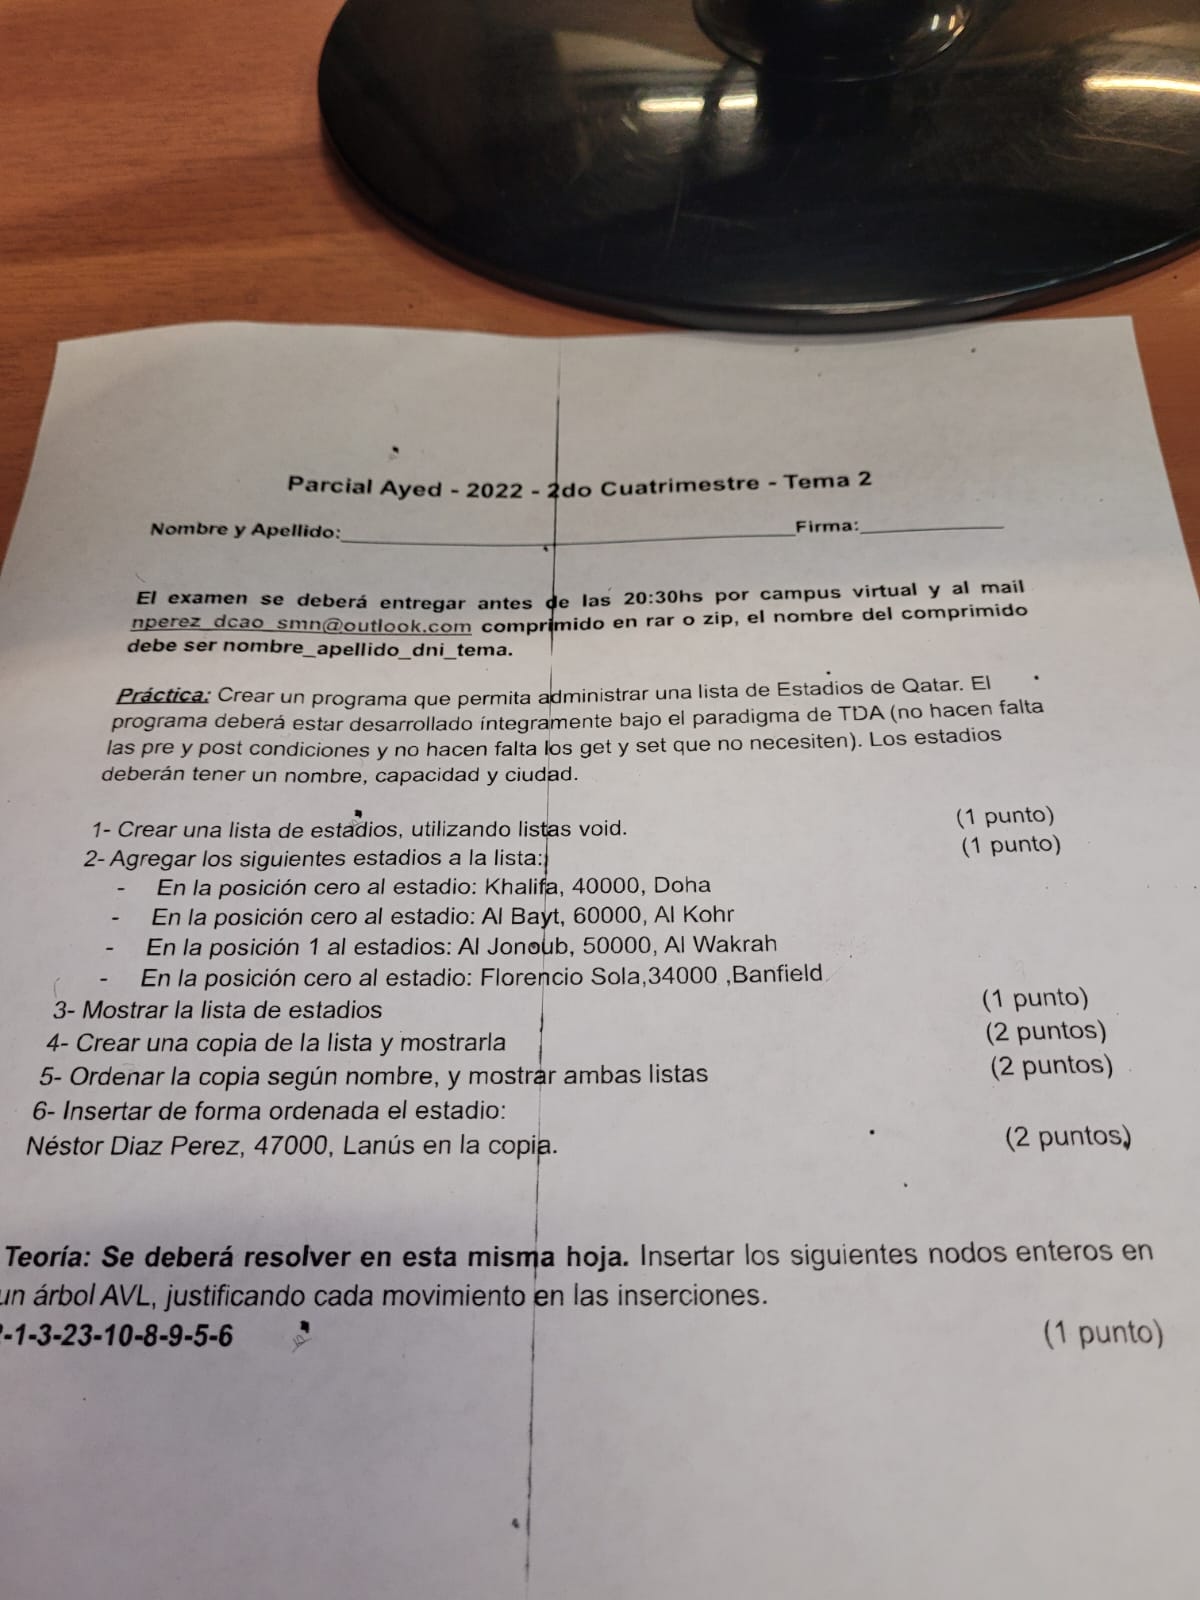 Parcial Ayed - 2022 - 2do Cuatrimestre - Tema 2
Nombre y Apellido:____________________Firma:__________
El examen se deberá entregar antes de las 20:30hs por campus virtual y al mail
nperez_dcao_smn@outlook.com comprimido en rar o zip, el nombre del comprimido
debe ser nombre_apellido_dni_tema.
Práctica: Crear un programa que permita administrar una lista de Estadios de Qatar. El
programa deberá estar desarrollado íntegramente bajo el paradigma de TDA (no hacen falta
las pre y post condiciones y no hacen falta los get y set que no necesiten). Los estadios
deberán tener un nombre, capacidad y ciudad.
1- Crear una lista de estadios, utilizando listas void. (1 punto)
2- Agregar los siguientes estadios a la lista: (1 punto)
- En la posición cero al estadio: Khalifa, 40000, Doha
- En la posición cero al estadio: Al Bayt, 60000, Al Kohr
- En la posición 1 al estadios: Al Jonoub, 50000, Al Wakrah
- En la posición cero al estadio: Florencio Sola,34000 ,Banfield
3- Mostrar la lista de estadios (1 punto)
4- Crear una copia de la lista y mostrarla (2 puntos)
5- Ordenar la copia según nombre, y mostrar ambas listas (2 puntos)
6- Insertar de forma ordenada el estadio:
Néstor Diaz Perez, 47000, Lanús en la copia. (2 puntos)
Teoría: Se deberá resolver en esta misma hoja. Insertar los siguientes nodos enteros en
un árbol AVL, justificando cada movimiento en las inserciones.
-1-3-23-10-8-9-5-6 (1 punto)